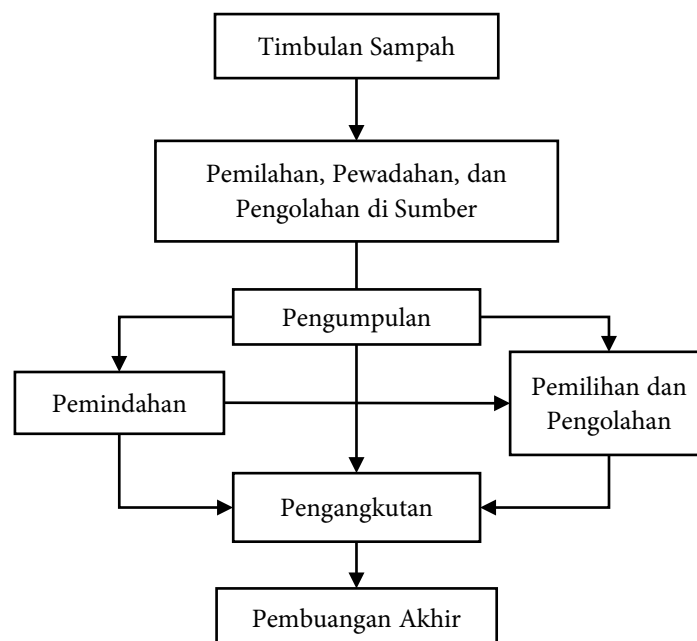 Timbulan Sampah
Pemilahan, Pewadahan, dan
Pengolahan di Sumber
Pengumpulan
Pemindahan
Pemilihan dan
Pengolahan
Pengangkutan
Pembuangan Akhir